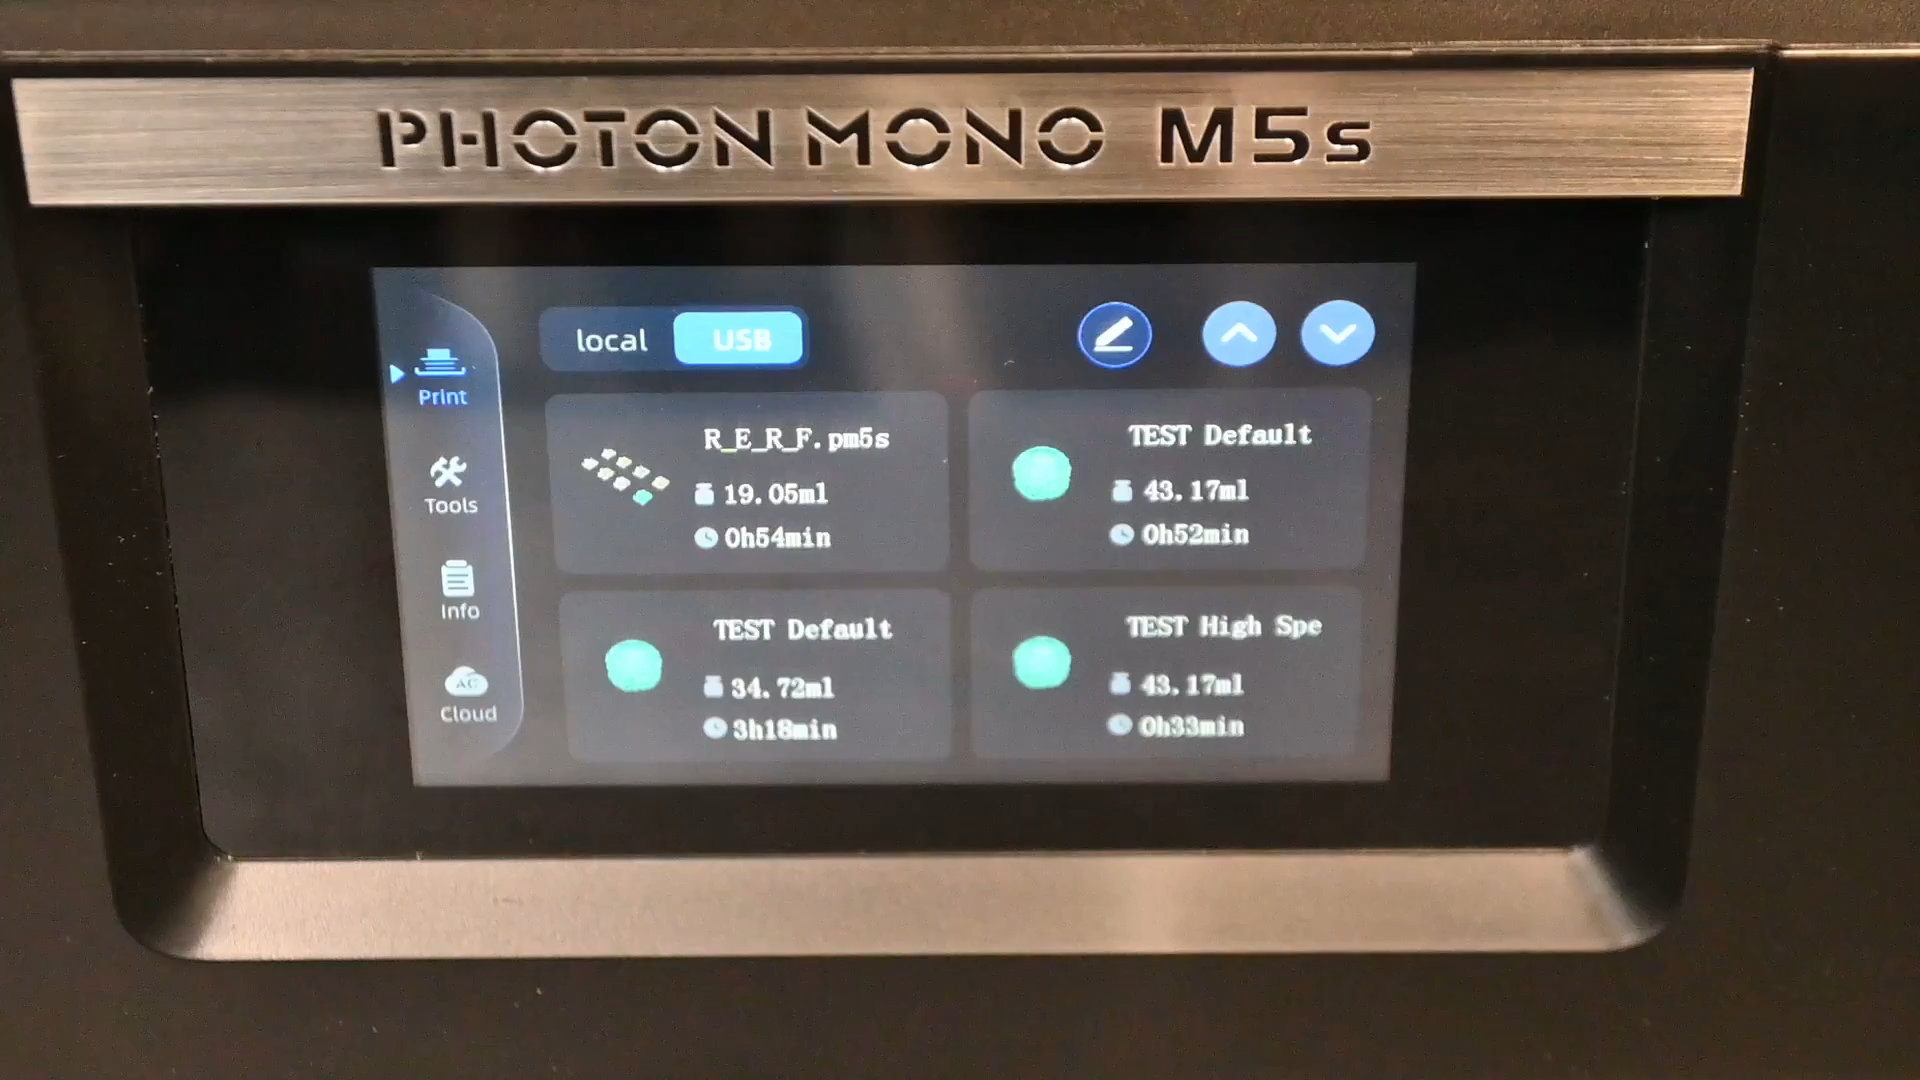 PHOTON MONO M5s
local USB
Print
Tools
Info
AC
Cloud
R_E_R_F.pm5s
19.05ml
0h54min
TEST Default
43.17ml
0h52min
TEST Default
34.72ml
3h18min
TEST High Spe
43.17ml
0h33min